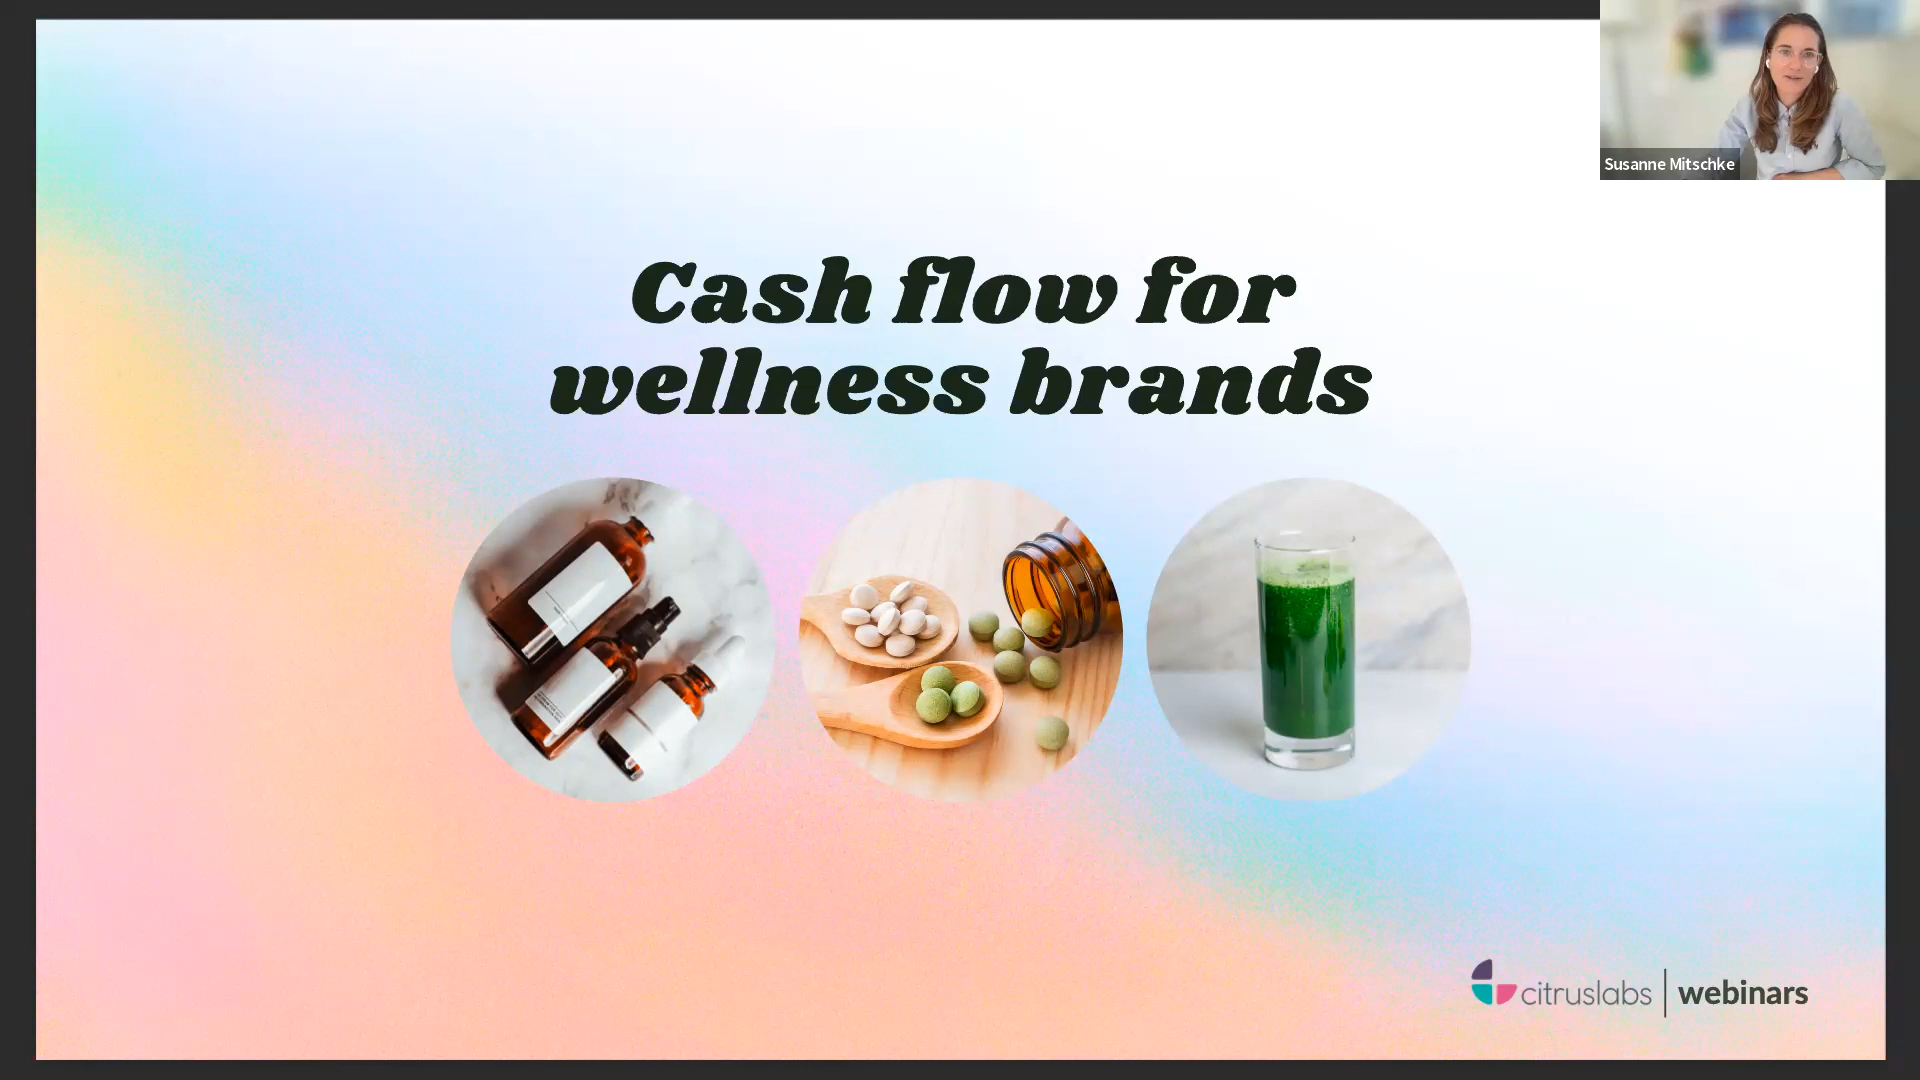 Susanne Mitschke
Cash flow for
wellness brands
citruslabs | webinars